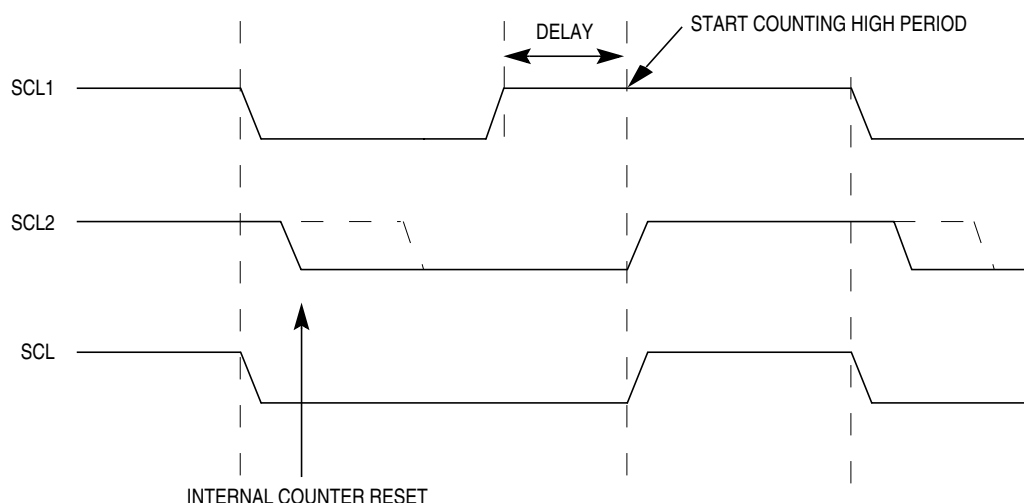 DELAY
START COUNTING HIGH PERIOD
SCL1
SCL2
SCL
INTERNAL COUNTER RESET